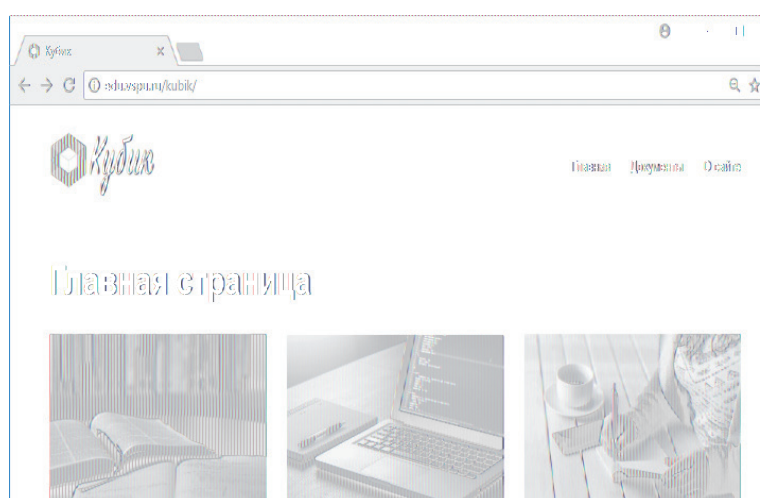 Кубик
edu.vspu.ru/kubik/
Кубик
Главная Документы О сайте
Главная страница